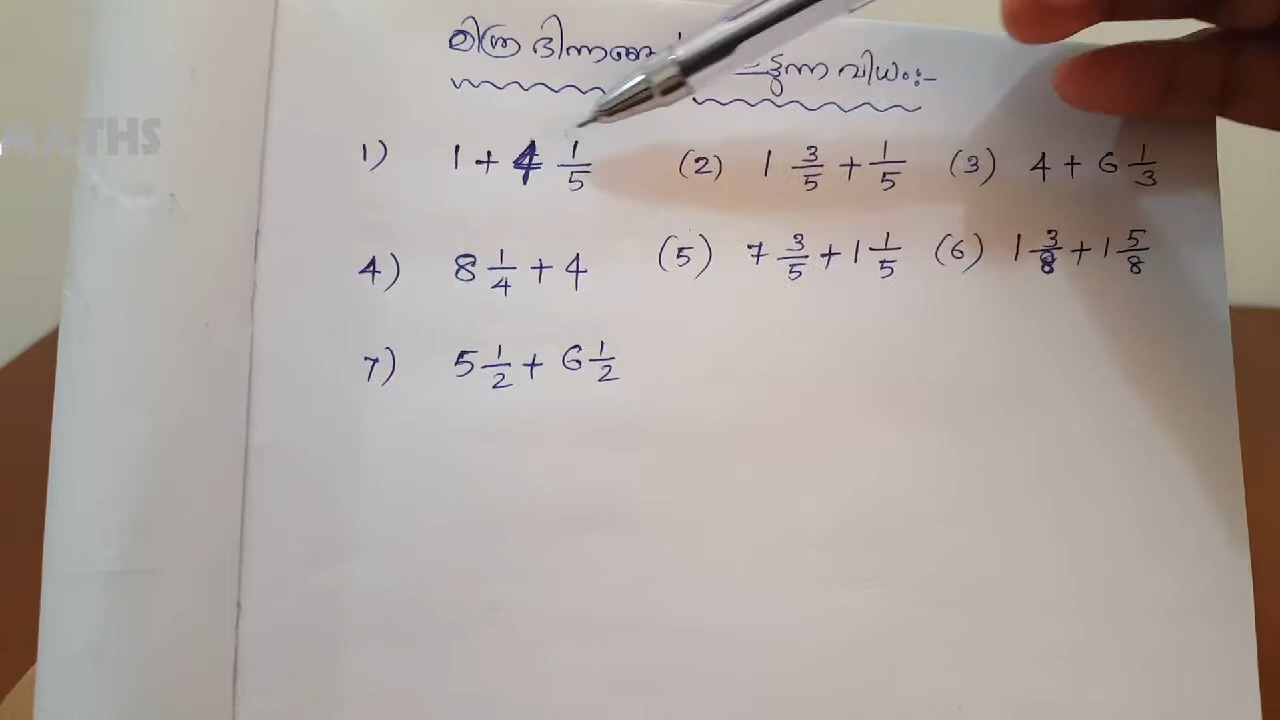 മിശ്ര
വിധം:-
MATHS
1) 1 + 4 1/5 (2) 1 3/5 + 1/5 (3) 4 + 6 1/3
4) 8 1/4 + 4 (5) 7 3/5 + 1 1/5 (6) 1 3/8 + 1 5/8
7) 5 1/2 + 6 1/2